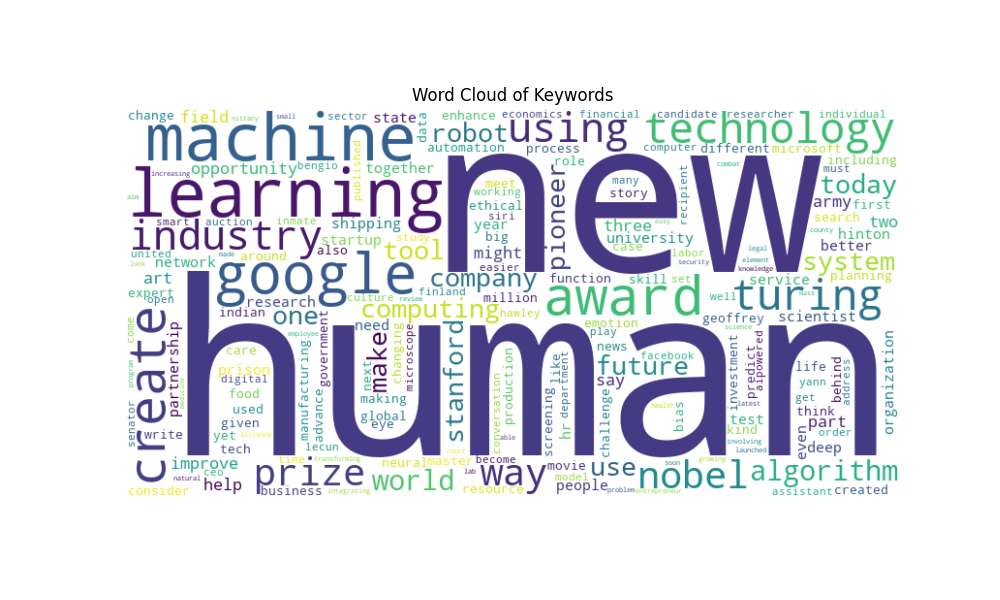 Word Cloud of Keywords
change field nittany small sector state data enhance economics financial candidate researcher individual
machine robot using technology
automation process computer different microsoft including
opportunity bengio together published meet role many combat must
increasing learning new working story recipient today
aim smart auction inmate shipping ethical siri pioneer army first
industry startup study year three university easy labor search two
united also tool big might case county hinton better
look made network around google easier company function skill set security legal element knowledge service system
art culture review finland million award well mass planning
expert open research computing hawley emotion turing
indian one need geoffrey scientist
come create partnership human government make changing microscope stanford play science
employee news facebook future life
care prison conversation production like say investment predict aipowered yann behind address organization
program medicine digital manufacturing next making department health get
food used advance global screening hr challenge bias latest think
senator given eye test kind part
write yet alliance lecun court able involving even order deep
tech time transforming neural master become movie growing launched
improve ceo prize world lab way model use soon nobel algorithm
natural help people problem
consider business integrating resource entrepreneur assistant created